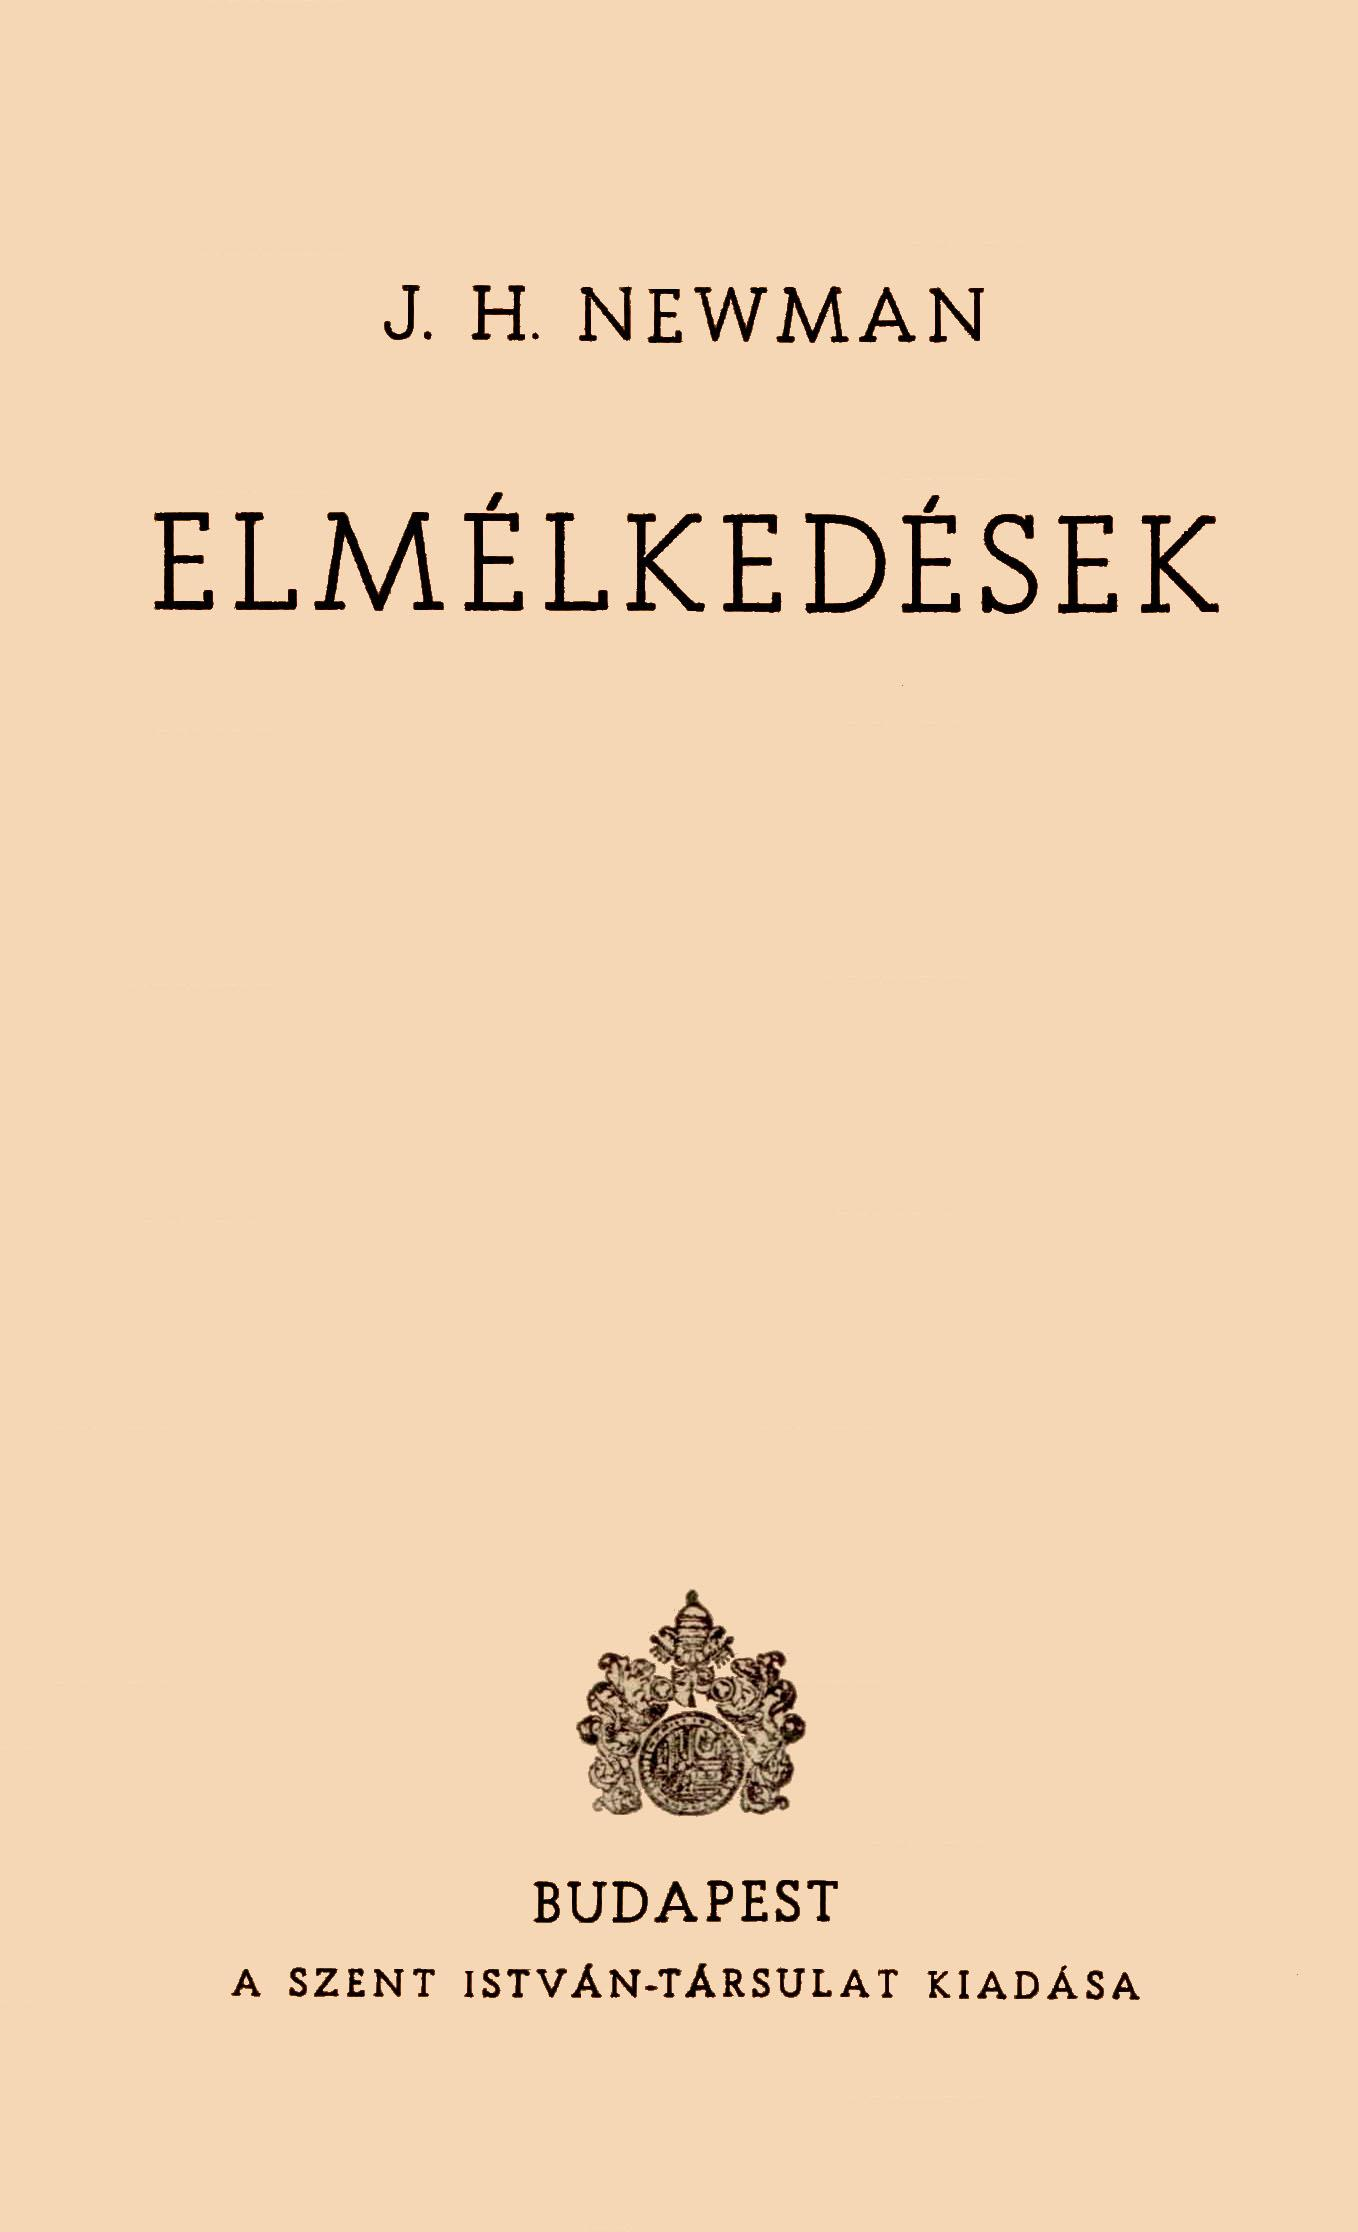 J. H. NEWMAN
ELMÉLKEDÉSEK
BUDAPEST
A SZENT ISTVÁN-TÁRSULAT KIADÁSA